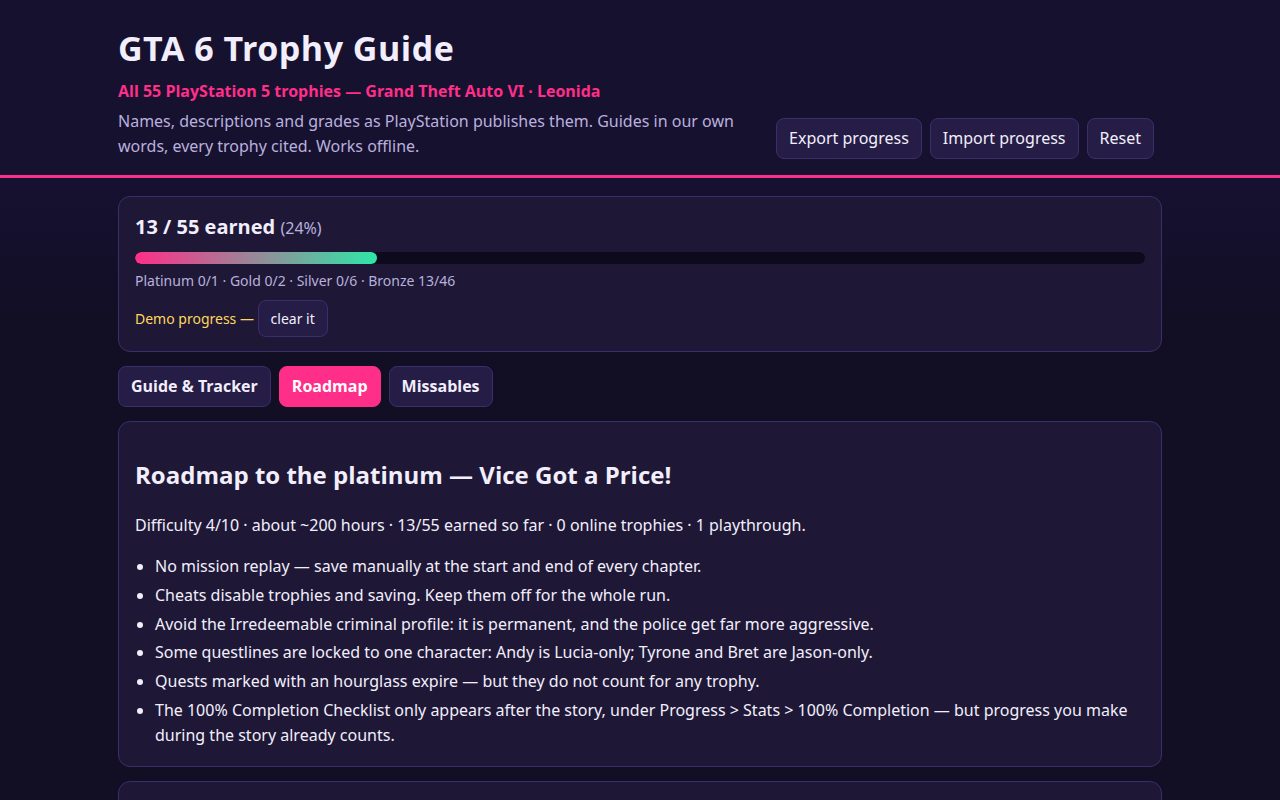 GTA 6 Trophy Guide
All 55 PlayStation 5 trophies — Grand Theft Auto VI · Leonida
Names, descriptions and grades as PlayStation publishes them. Guides in our own
words, every trophy cited. Works offline.
Export progress
Import progress
Reset
13 / 55 earned (24%)
Platinum 0/1 · Gold 0/2 · Silver 0/6 · Bronze 13/46
Demo progress — clear it
Guide & Tracker
Roadmap
Missables
Roadmap to the platinum — Vice Got a Price!
Difficulty 4/10 · about ~200 hours · 13/55 earned so far · 0 online trophies · 1 playthrough.
• No mission replay — save manually at the start and end of every chapter.
• Cheats disable trophies and saving. Keep them off for the whole run.
• Avoid the Irredeemable criminal profile: it is permanent, and the police get far more aggressive.
• Some questlines are locked to one character: Andy is Lucia-only; Tyrone and Bret are Jason-only.
• Quests marked with an hourglass expire — but they do not count for any trophy.
• The 100% Completion Checklist only appears after the story, under Progress > Stats > 100% Completion — but progress you make
during the story already counts.